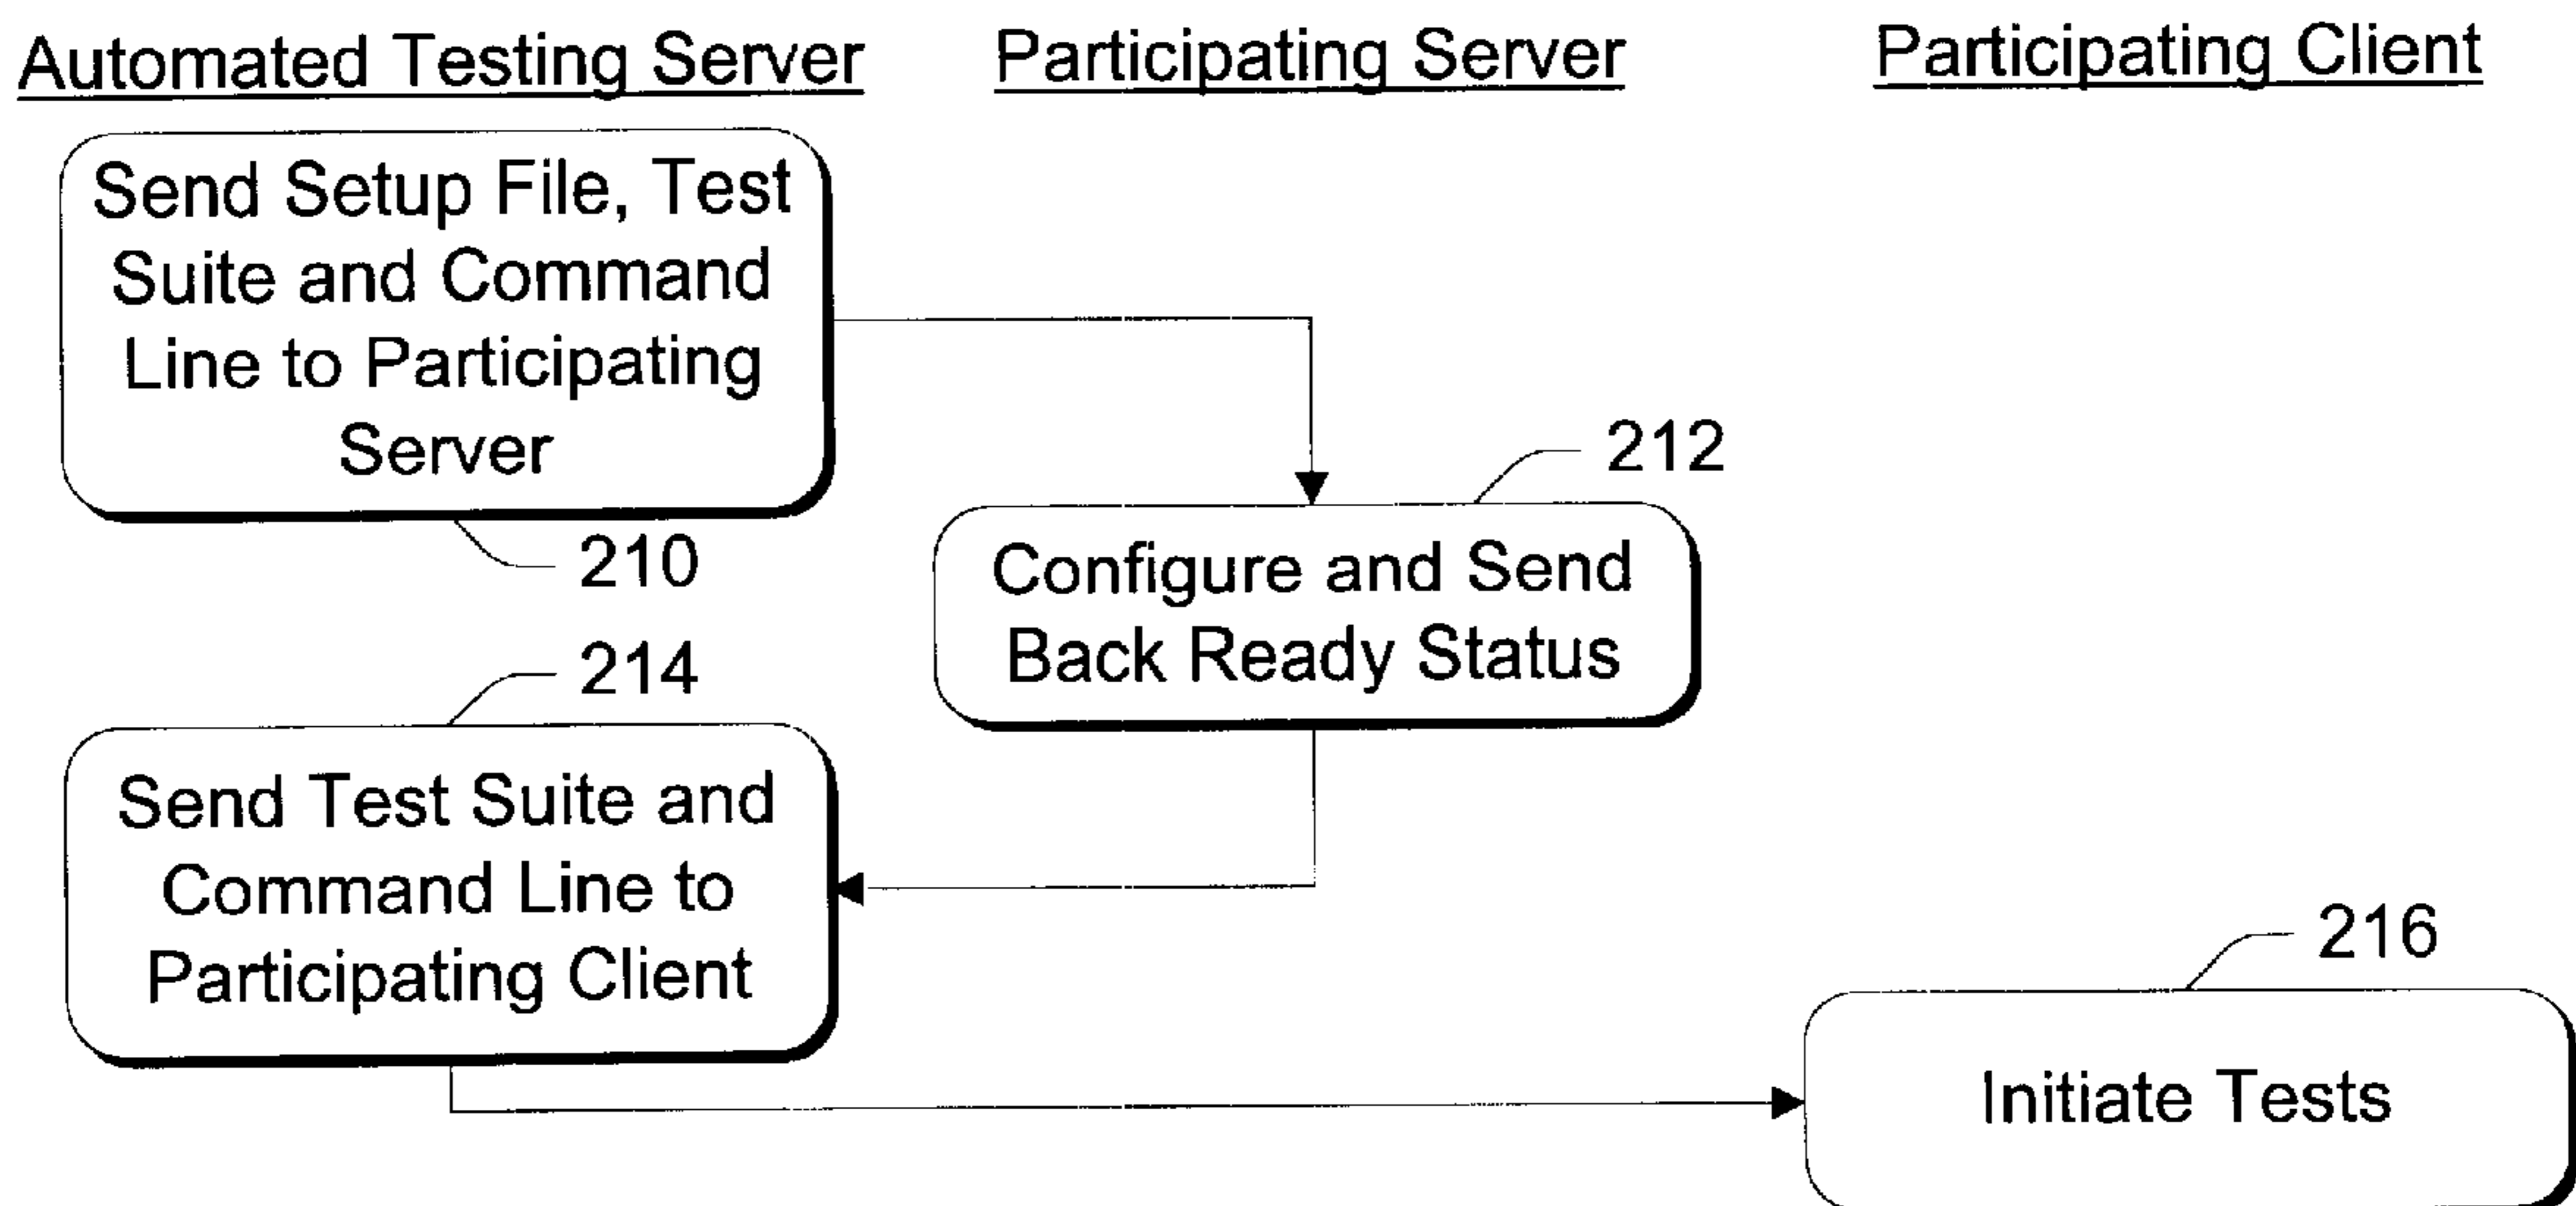 Automated Testing Server
Participating Server
Participating Client
Send Setup File, Test
Suite and Command
Line to Participating
Server
210
212
Configure and Send
Back Ready Status
214
Send Test Suite and
Command Line to
Participating Client
216
Initiate Tests